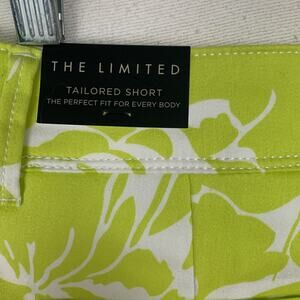 THE LIMITED
TAILORED SHORT
THE PERFECT FIT FOR EVERY BODY